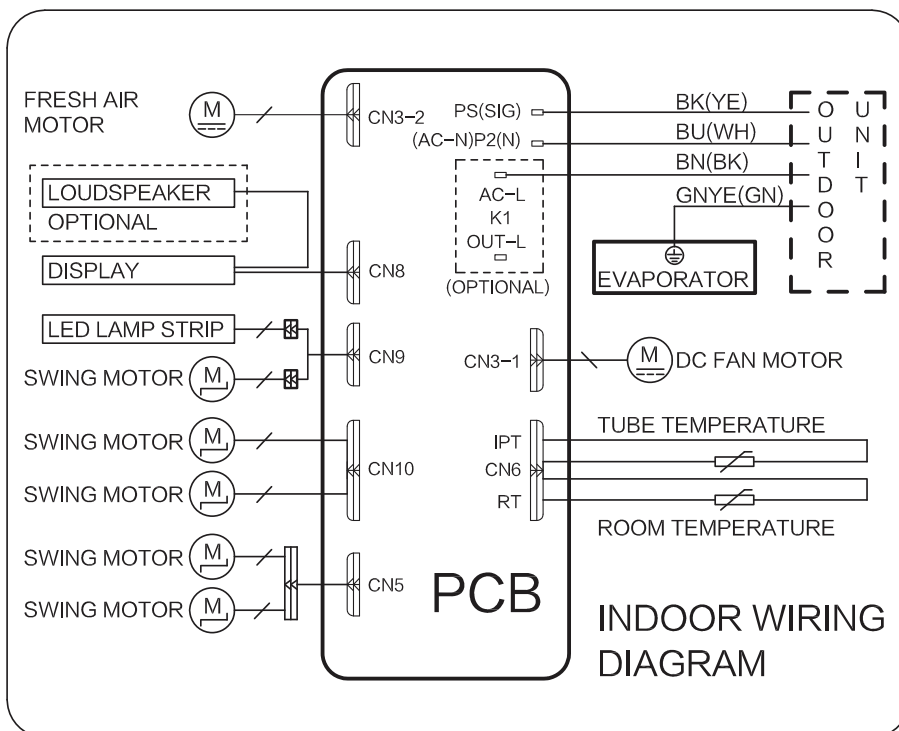 FRESH AIR
MOTOR
M
CN3-2
LOUDSPEAKER
OPTIONAL
DISPLAY
CN8
LED LAMP STRIP
CN9
SWING MOTOR
M
SWING MOTOR
M
CN10
SWING MOTOR
M
SWING MOTOR
M
CN5
SWING MOTOR
M
PS(SIG)
(AC-N)P2(N)
AC-L
K1
OUT-L
(OPTIONAL)
BK(YE)
BU(WH)
BN(BK)
GNYE(GN)
OUTDOOR
UNIT
EVAPORATOR
CN3-1
M
DC FAN MOTOR
IPT
CN6
RT
TUBE TEMPERATURE
ROOM TEMPERATURE
PCB
INDOOR WIRING
DIAGRAM